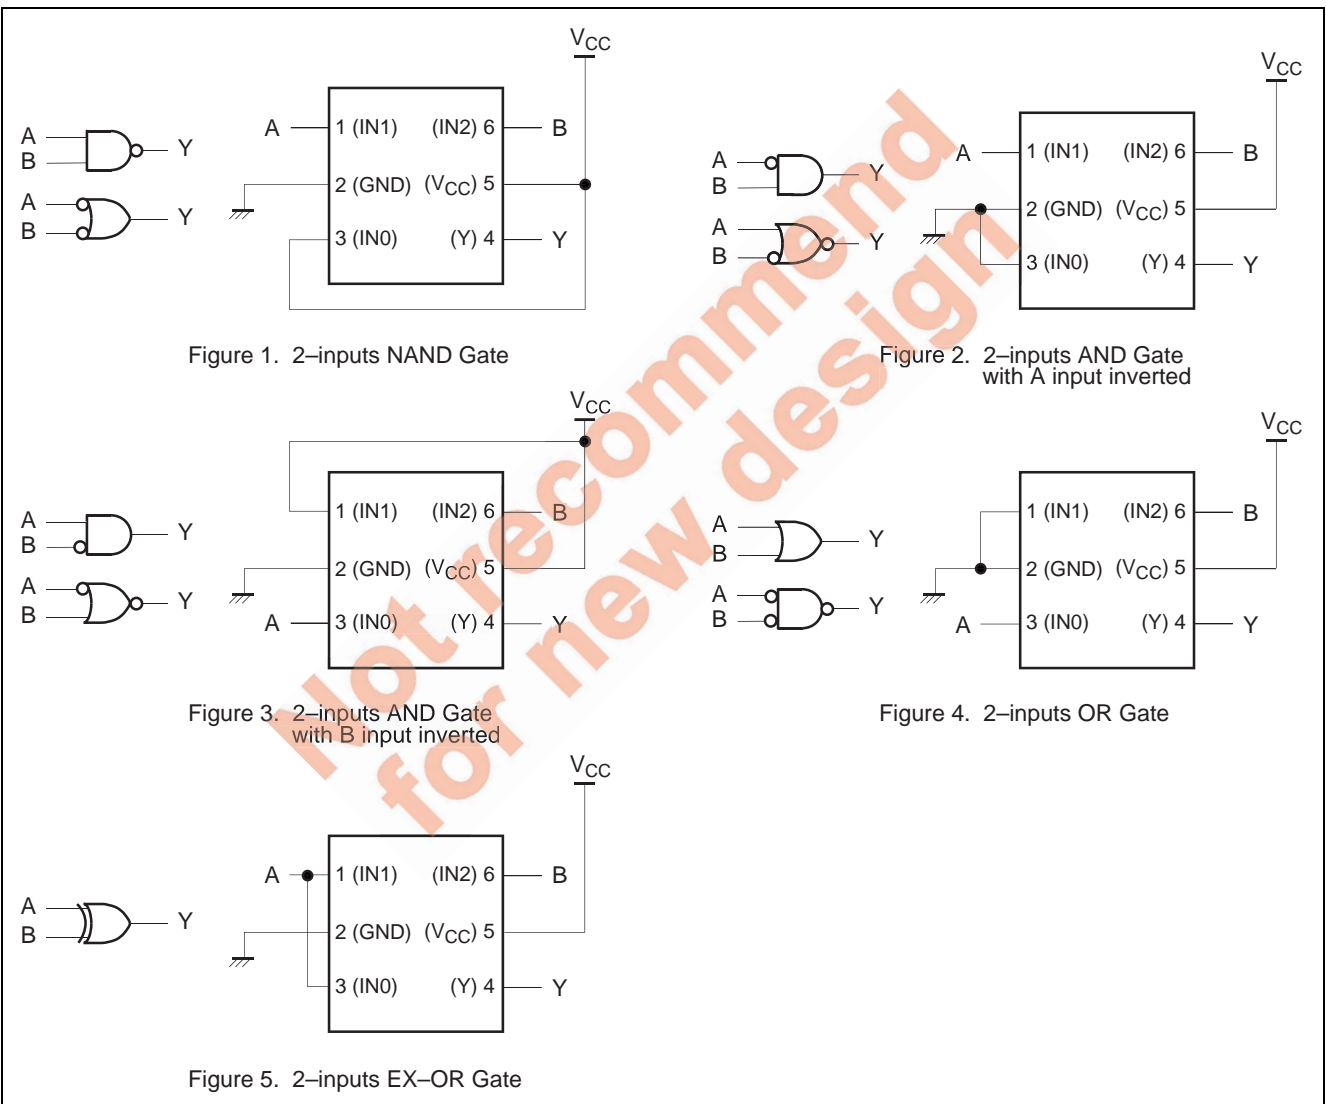 VCC
A 1 (IN1) (IN2) 6 B
A
B Y
2 (GND) (VCC) 5
A
B Y
3 (IN0) (Y) 4 Y
Figure 1. 2–inputs NAND Gate
VCC
A 1 (IN1) (IN2) 6 B
A
B Y
2 (GND) (VCC) 5
A
B Y
3 (IN0) (Y) 4 Y
Figure 2. 2–inputs AND Gate
with A input inverted
VCC
1 (IN1) (IN2) 6 B
A
B Y
2 (GND) (VCC) 5
A
B Y
A 3 (IN0) (Y) 4 Y
Figure 3. 2–inputs AND Gate
with B input inverted
VCC
1 (IN1) (IN2) 6 B
A
B Y
2 (GND) (VCC) 5
A
B Y
A 3 (IN0) (Y) 4 Y
Figure 4. 2–inputs OR Gate
VCC
A 1 (IN1) (IN2) 6 B
A
B Y
2 (GND) (VCC) 5
3 (IN0) (Y) 4 Y
Figure 5. 2–inputs EX–OR Gate
Not recommend
for new design